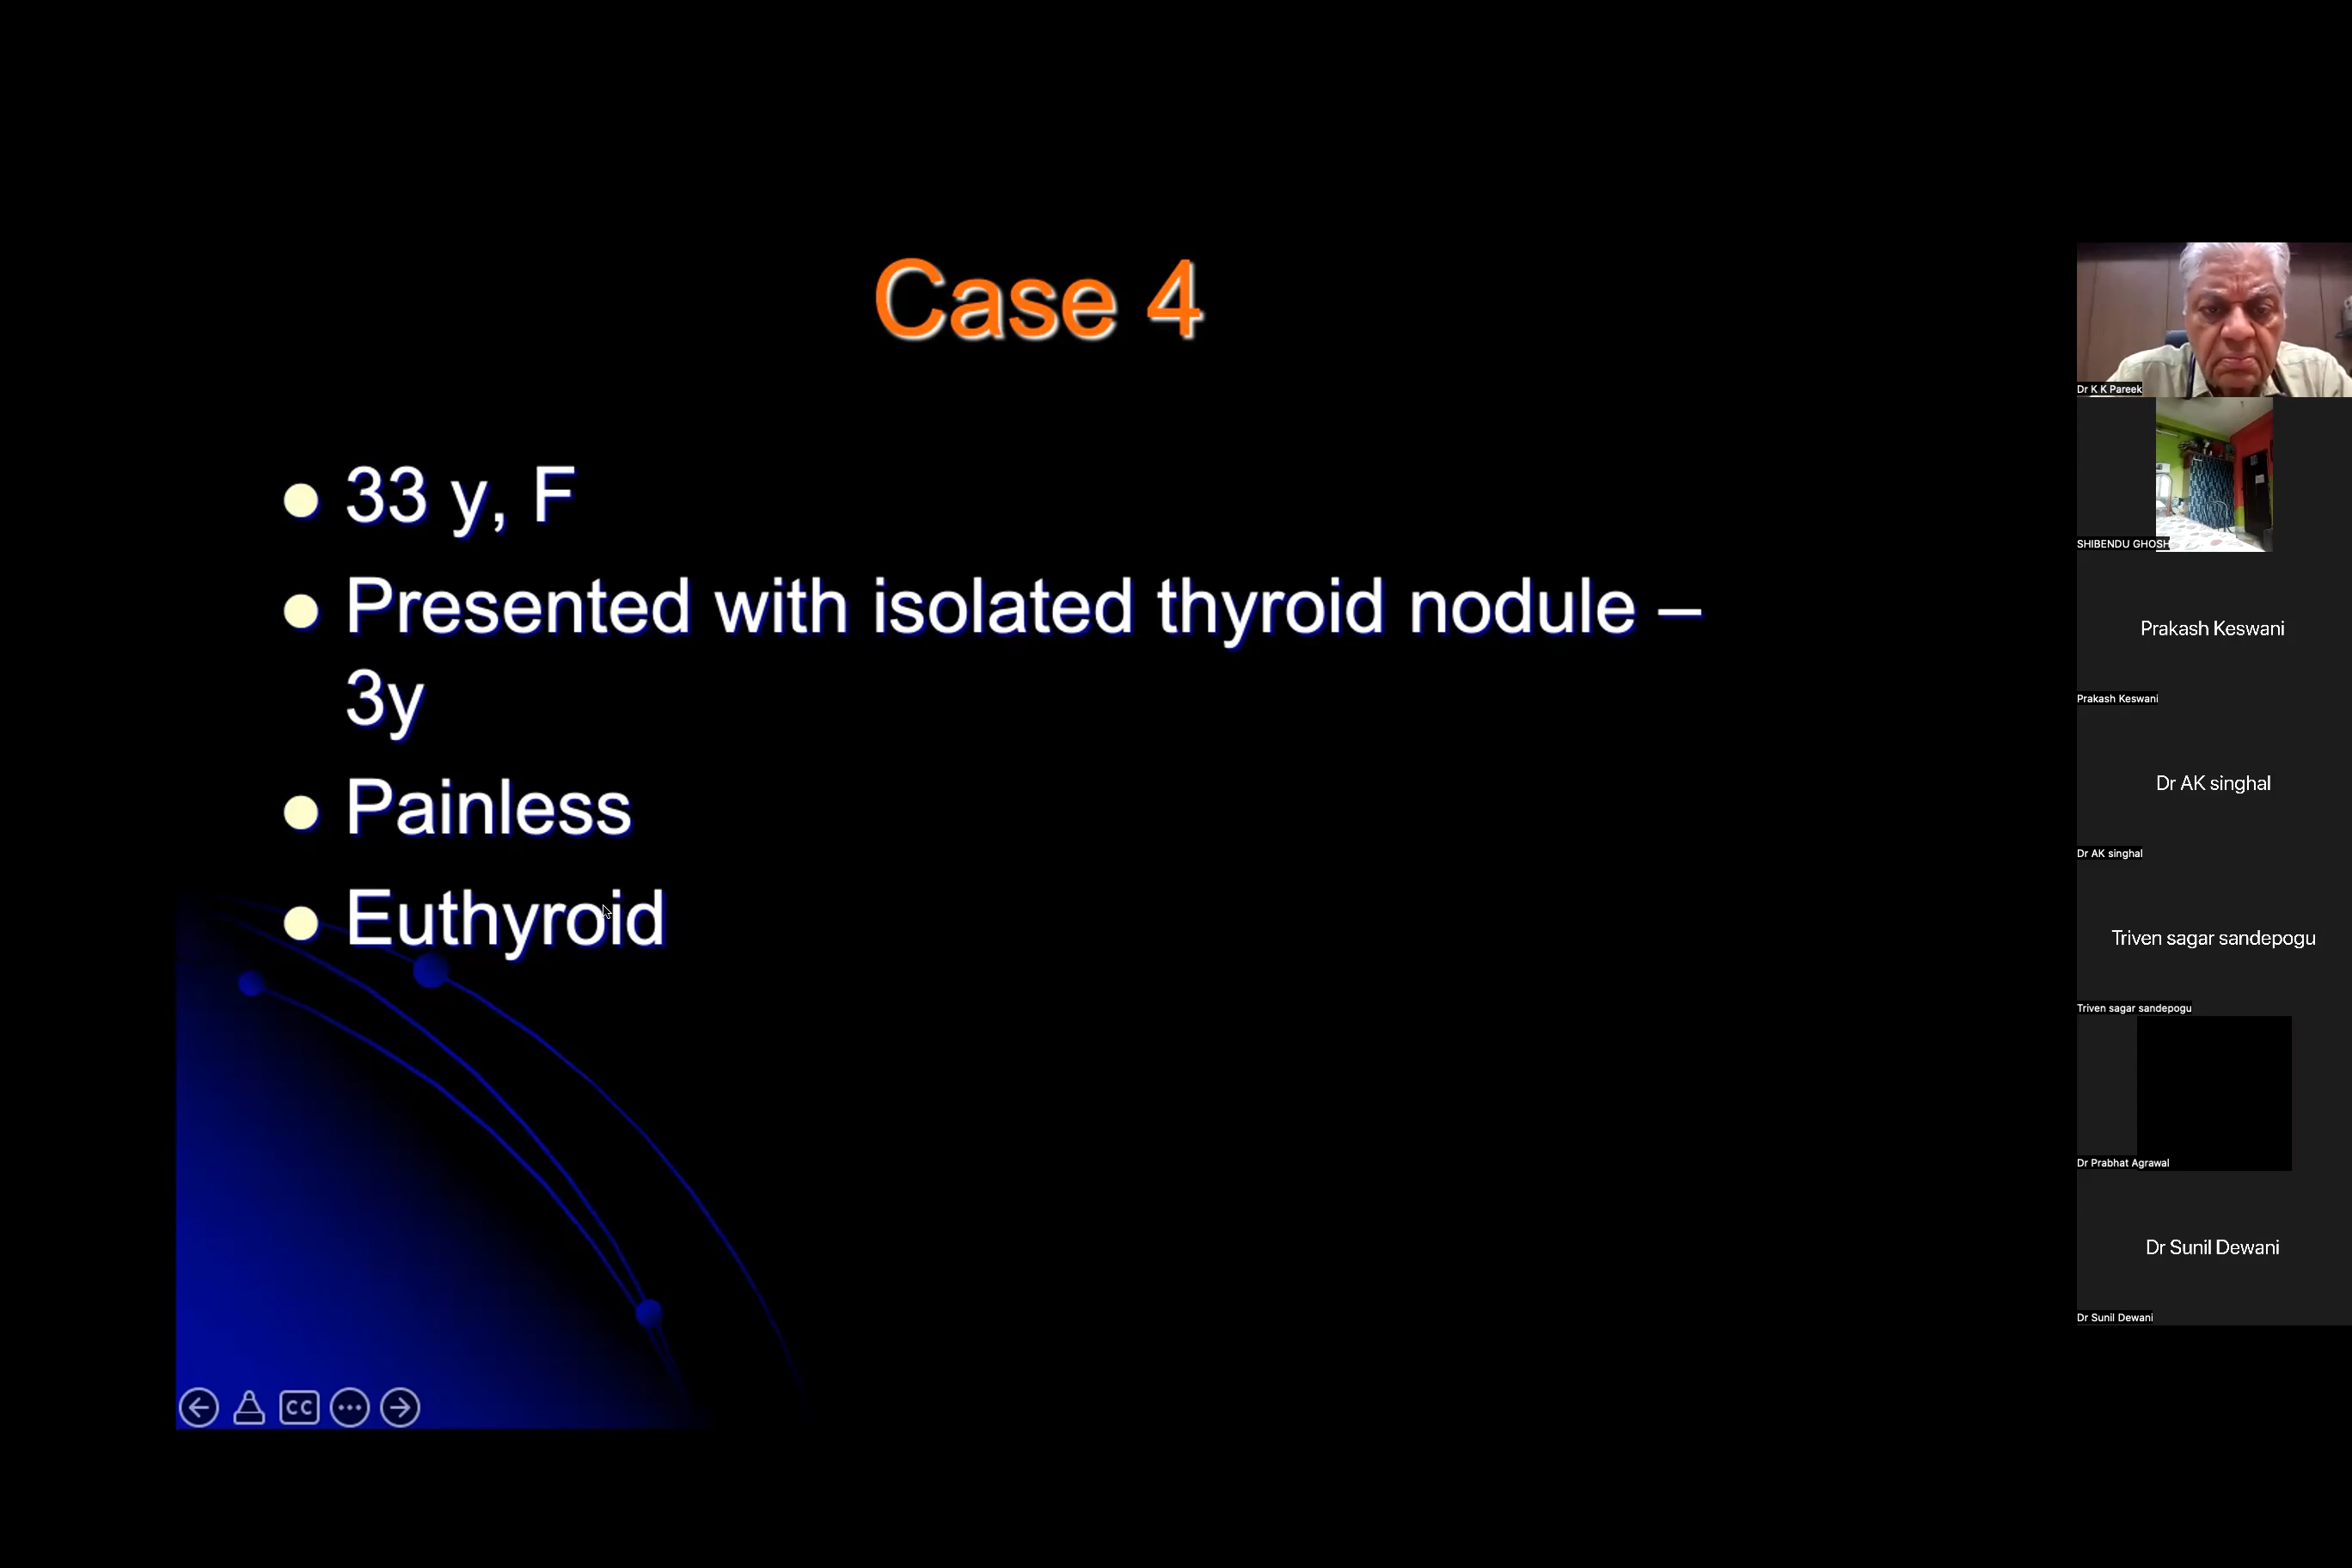 Case 4
33 y, F
Presented with isolated thyroid nodule –
3y
Painless
Euthyroid
CC
Dr K K Pareek
SHIBENDU GHOSH
Prakash Keswani
Prakash Keswani
Dr AK singhal
Dr AK singhal
Triven sagar sandepogu
Triven sagar sandepogu
Dr Prabhat Agrawal
Dr Sunil Dewani
Dr Sunil Dewani